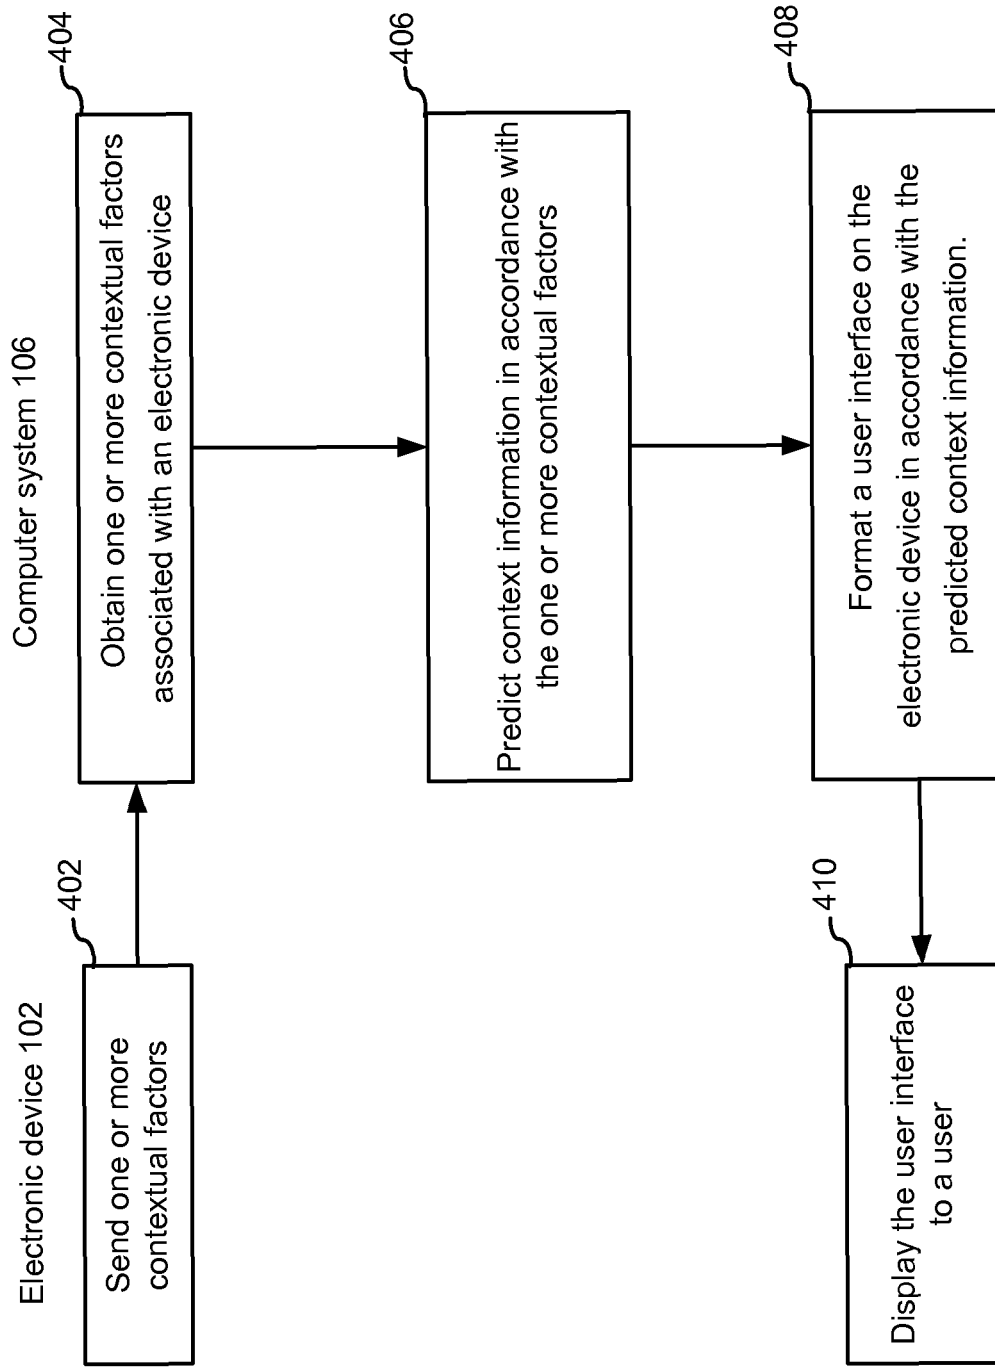 Electronic device 102
Computer system 106
402
Send one or more
contextual factors
404
Obtain one or more contextual factors
associated with an electronic device
406
Predict context information in accordance with
the one or more contextual factors
408
Format a user interface on the
electronic device in accordance with the
predicted context information.
410
Display the user interface
to a user